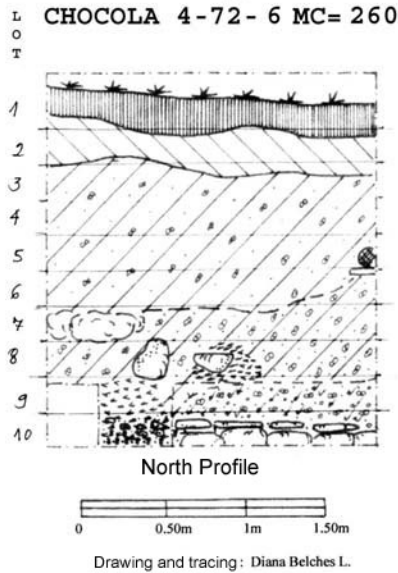 L
O
T
CHOCOLA 4-72-6 MC= 260
1
2
3
4
5
6
7
8
9
10
North Profile
0 0.50m 1m 1.50m
Drawing and tracing: Diana Belches L.